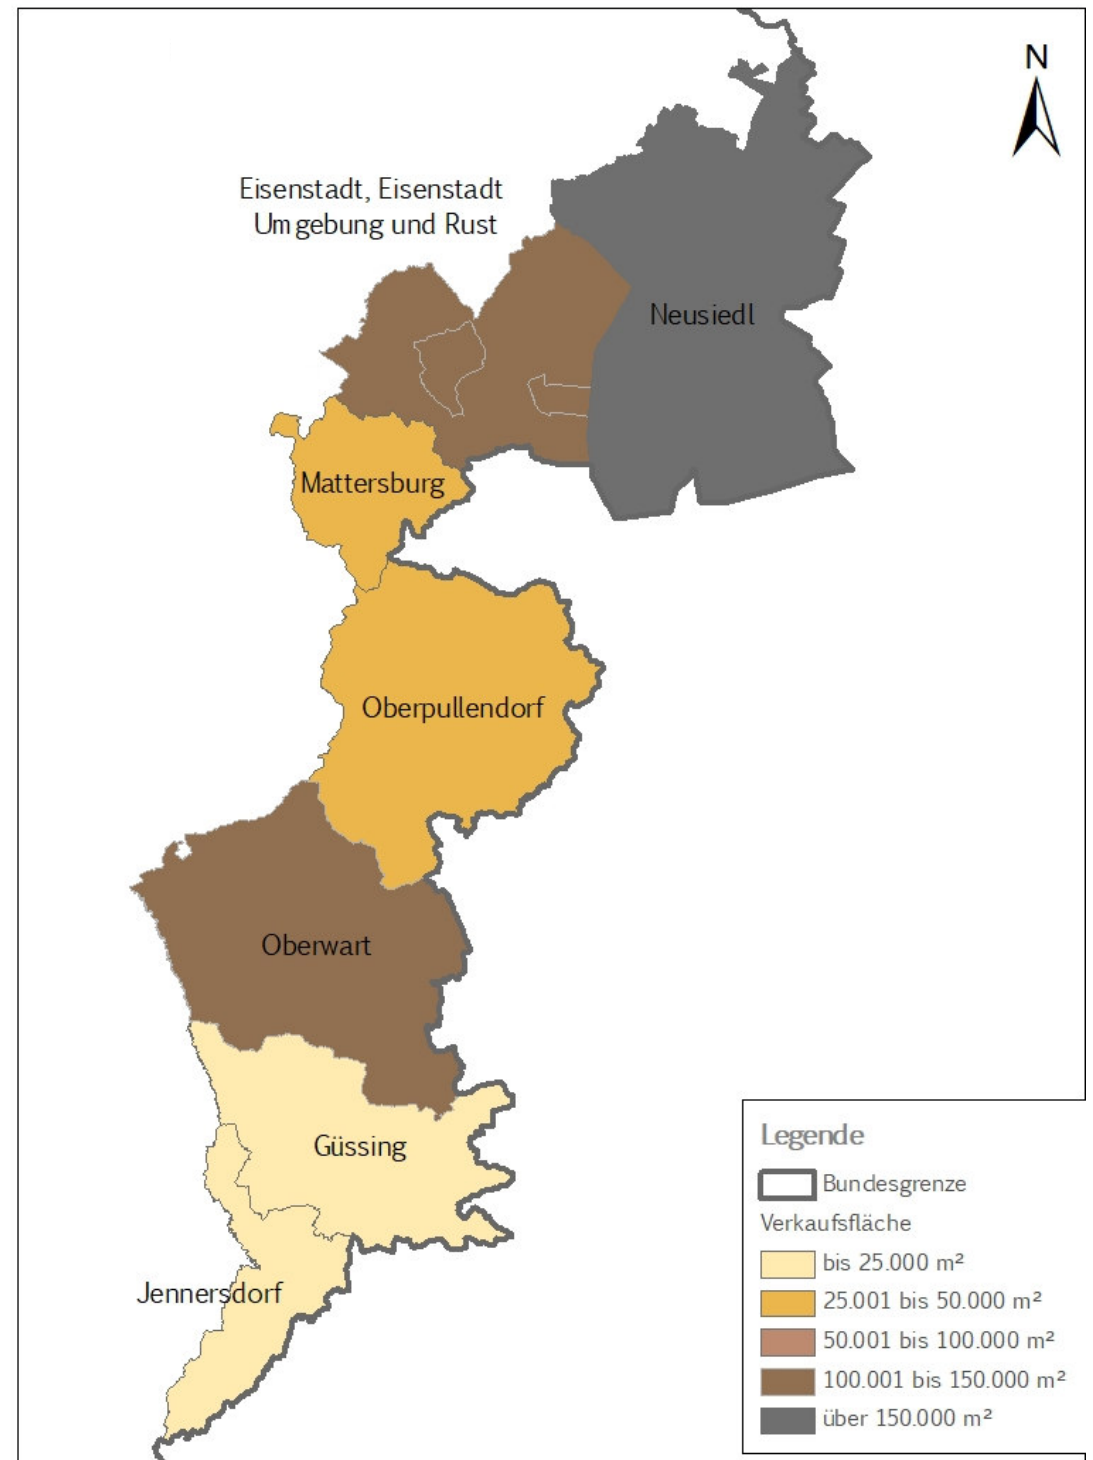 N
Eisenstadt, Eisenstadt
Umgebung und Rust
Neusiedl
Mattersburg
Oberpullendorf
Oberwart
Güssing
Jennersdorf
Legende
Bundesgrenze
Verkaufsfläche
bis 25.000 m²
25.001 bis 50.000 m²
50.001 bis 100.000 m²
100.001 bis 150.000 m²
über 150.000 m²